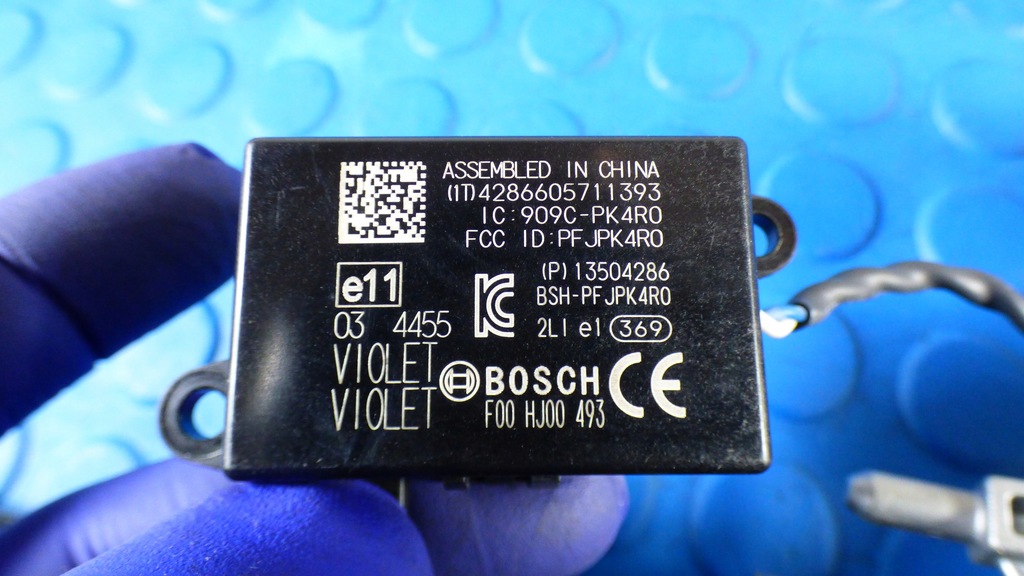 ASSEMBLED IN CHINA
(1T)4286605711393
IC:909C-PK4R0
FCC ID:PFJPK4R0
e11
03 4455
VIOLET
VIOLET
(P)13504286
BSH-PFJPK4R0
2LI e1 369
BOSCH
F00 HJ00 493
CE